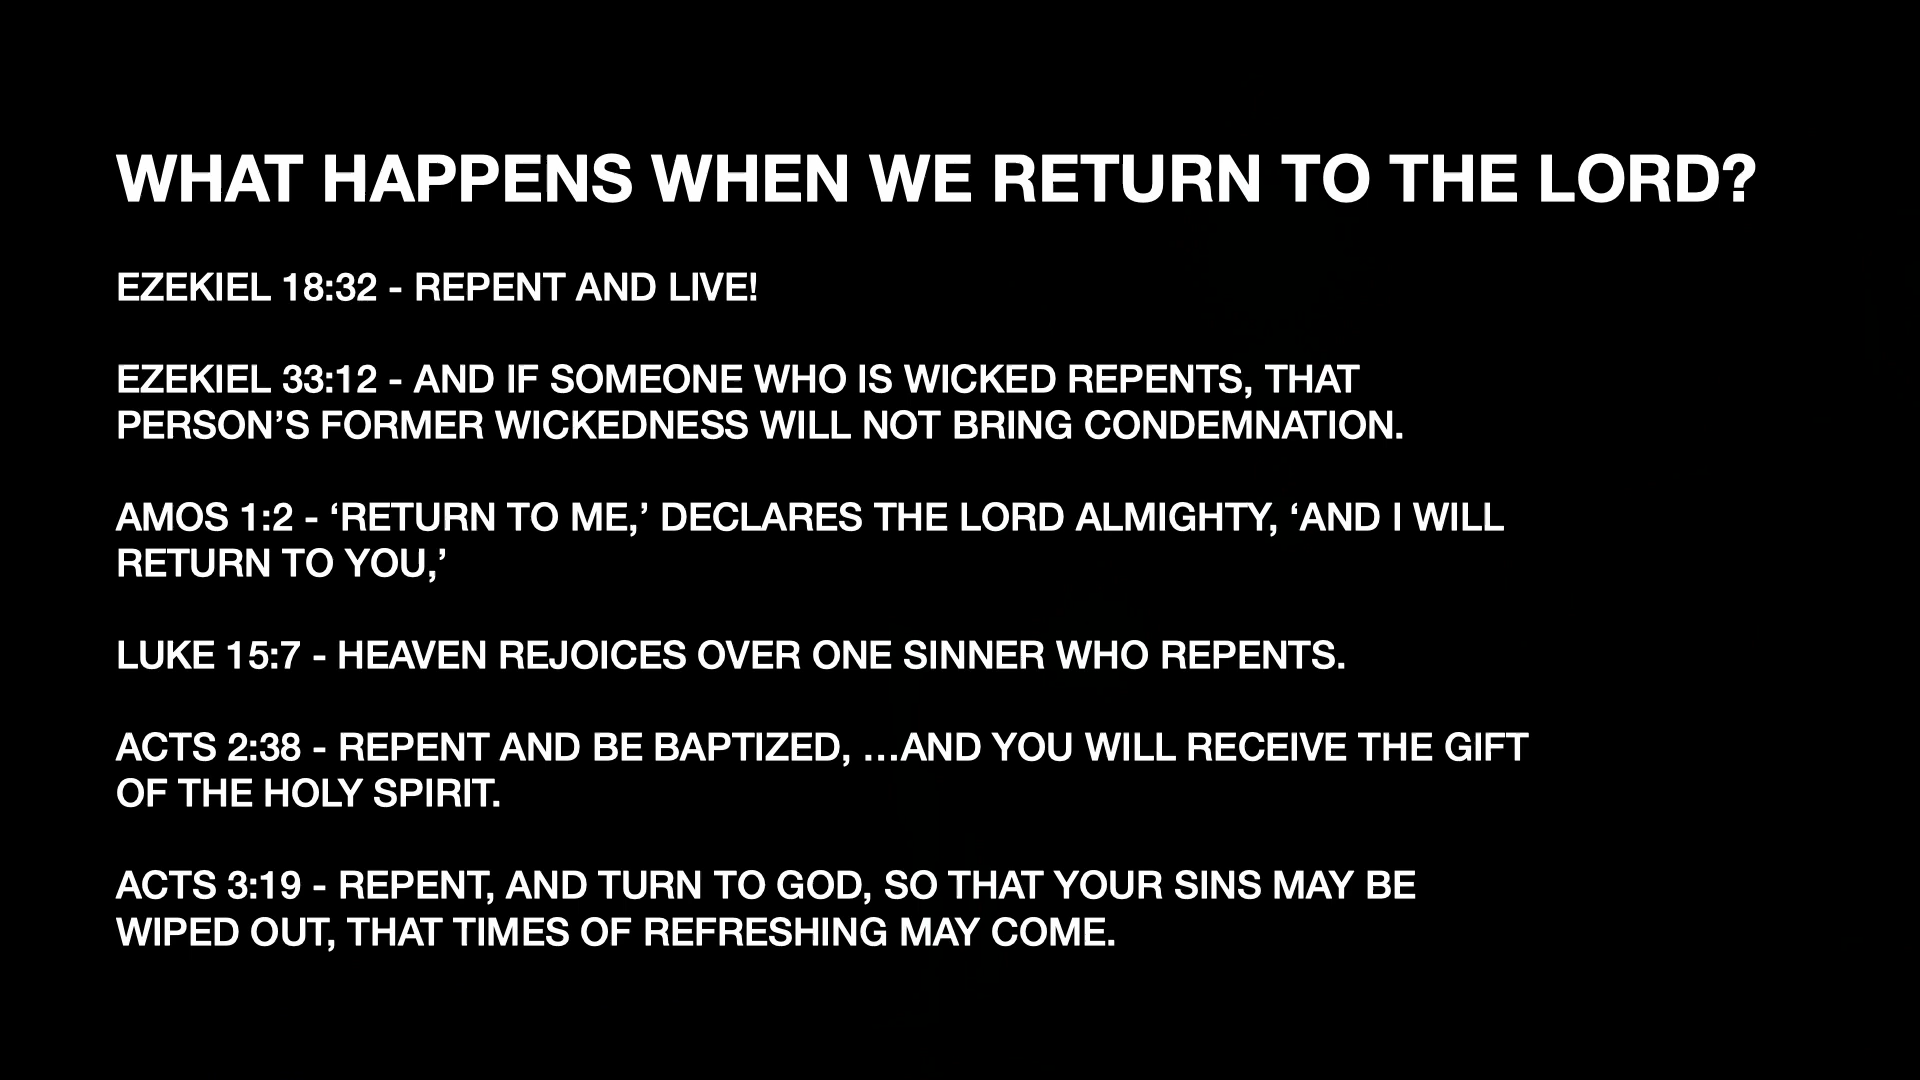 WHAT HAPPENS WHEN WE RETURN TO THE LORD?
EZEKIEL 18:32 - REPENT AND LIVE!
EZEKIEL 33:12 - AND IF SOMEONE WHO IS WICKED REPENTS, THAT
PERSON’S FORMER WICKEDNESS WILL NOT BRING CONDEMNATION.
AMOS 1:2 - ‘RETURN TO ME,’ DECLARES THE LORD ALMIGHTY, ‘AND I WILL
RETURN TO YOU,’
LUKE 15:7 - HEAVEN REJOICES OVER ONE SINNER WHO REPENTS.
ACTS 2:38 - REPENT AND BE BAPTIZED, …AND YOU WILL RECEIVE THE GIFT
OF THE HOLY SPIRIT.
ACTS 3:19 - REPENT, AND TURN TO GOD, SO THAT YOUR SINS MAY BE
WIPED OUT, THAT TIMES OF REFRESHING MAY COME.